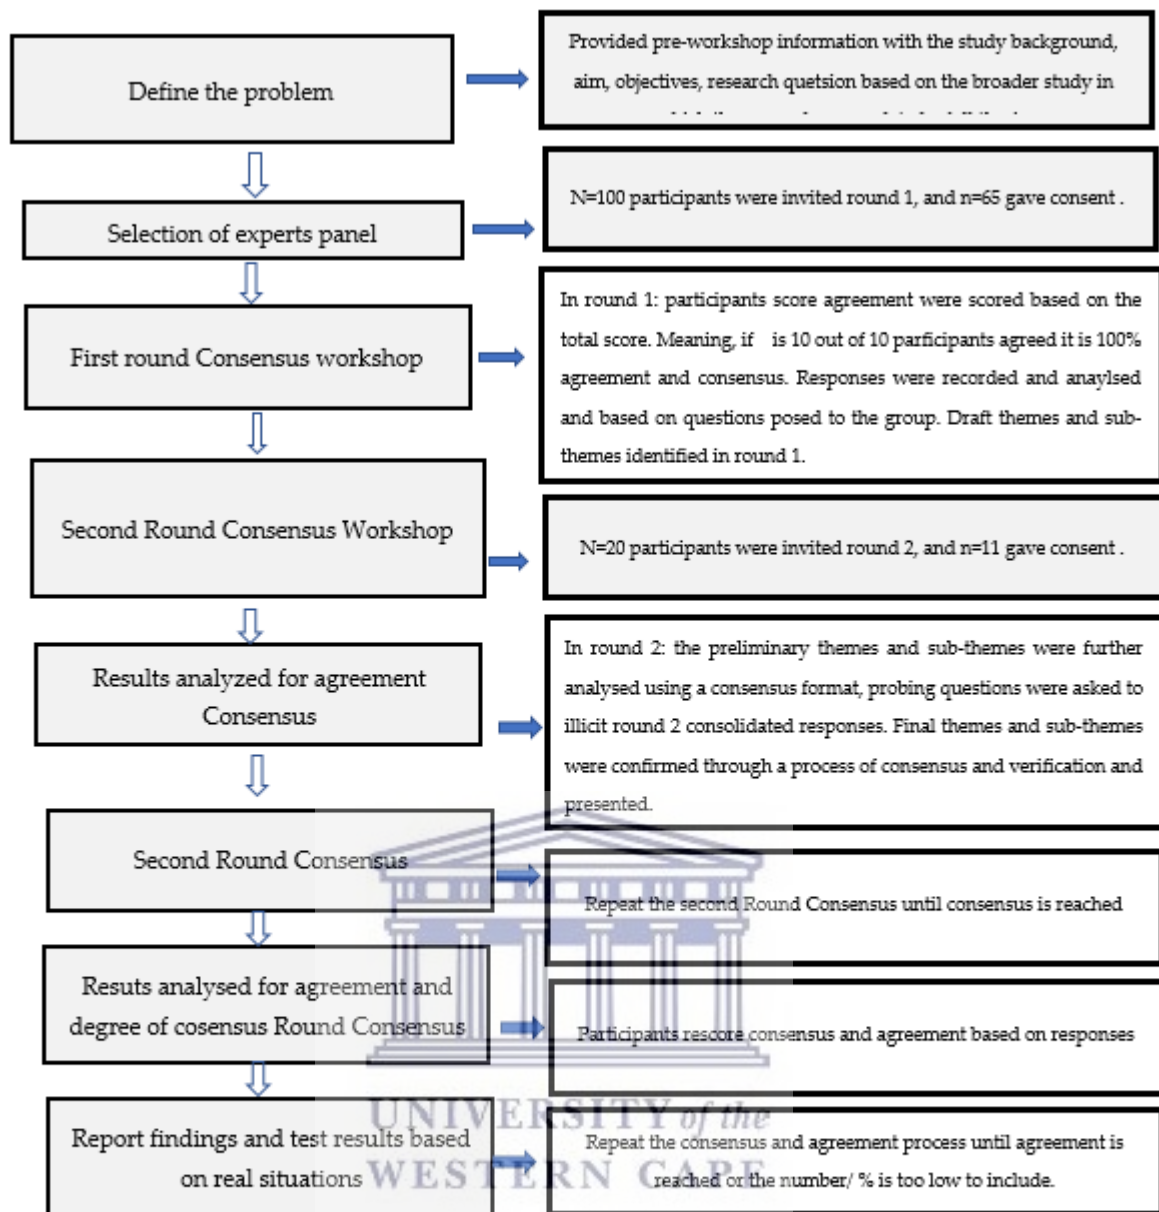 Define the problem
Provided pre-workshop information with the study background,
aim, objectives, research quetsion based on the broader study in
Selection of experts panel
N=100 participants were invited round 1, and n=65 gave consent .
First round Consensus workshop
In round 1: participants score agreement were scored based on the
total score. Meaning, if is 10 out of 10 participants agreed it is 100%
agreement and consensus. Responses were recorded and anaylsed
and based on questions posed to the group. Draft themes and sub-
themes identified in round 1.
Second Round Consensus Workshop
N=20 participants were invited round 2, and n=11 gave consent .
Results analyzed for agreement
Consensus
In round 2: the preliminary themes and sub-themes were further
analysed using a consensus format, probing questions were asked to
illicit round 2 consolidated responses. Final themes and sub-themes
were confirmed through a process of consensus and verification and
presented.
Second Round Consensus
Repeat the second Round Consensus until consensus is reached
Resuts analysed for agreement and
degree of cosensus Round Consensus
Participants rescore consensus and agreement based on responses
Report findings and test results based
on real situations
Repeat the consensus and agreement process until agreement is
reached or the number/ % is too low to include.
UNIVERSITY of the
WESTERN CAPE